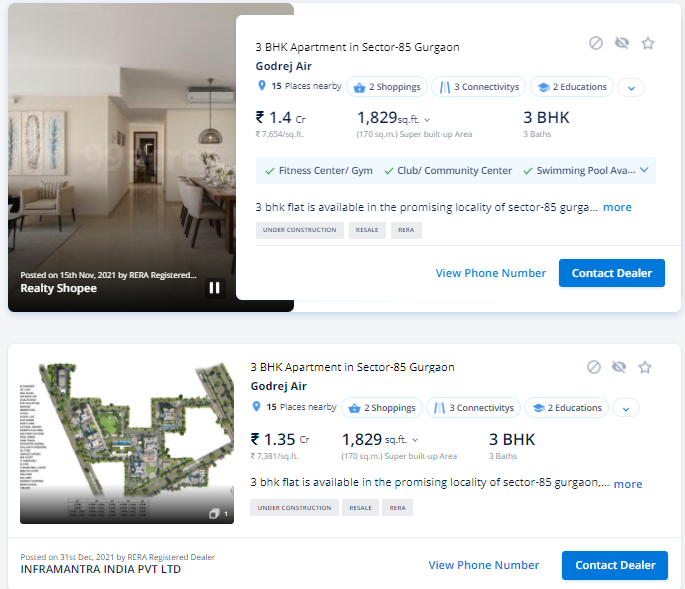 3 BHK Apartment in Sector-85 Gurgaon
Godrej Air
15 Places nearby 2 Shoppings 3 Connectivitys 2 Educations
₹ 1.4 Cr 1,829 sq.ft. 3 BHK
₹ 7,654/sq.ft. (170 sq.m.) Super built-up Area 3 Baths
Fitness Center/ Gym Club/ Community Center Swimming Pool Ava...
3 bhk flat is available in the promising locality of sector-85 gurga... more
UNDER CONSTRUCTION RESALE RERA
Posted on 15th Nov, 2021 by RERA Registered...
Realty Shopee
View Phone Number Contact Dealer
3 BHK Apartment in Sector-85 Gurgaon
Godrej Air
15 Places nearby 2 Shoppings 3 Connectivitys 2 Educations
₹ 1.35 Cr 1,829 sq.ft. 3 BHK
₹ 7,381/sq.ft. (170 sq.m.) Super built-up Area 3 Baths
3 bhk flat is available in the promising locality of sector-85 gurgaon,... more
UNDER CONSTRUCTION RESALE RERA
1
Posted on 31st Dec, 2021 by RERA Registered Dealer
INFRAMANTRA INDIA PVT LTD
View Phone Number Contact Dealer